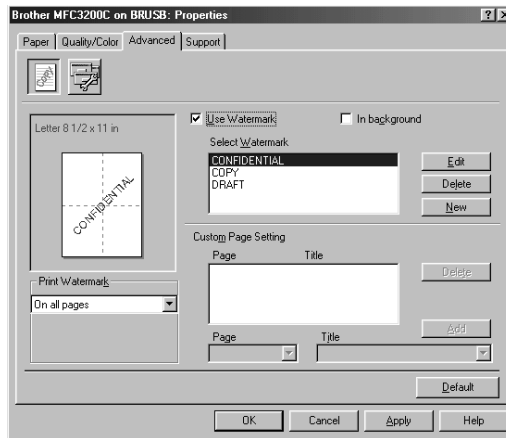 Brother MFC3200C on BRUSB: Properties
Paper Quality/Color Advanced Support
Copy
Letter 8 1/2 x 11 in
CONFIDENTIAL
Print Watermark
On all pages
Use Watermark In background
Select Watermark
CONFIDENTIAL
COPY
DRAFT
Edit
Delete
New
Custom Page Setting
Page Title
Delete
Add
Page Title
Default
OK Cancel Apply Help